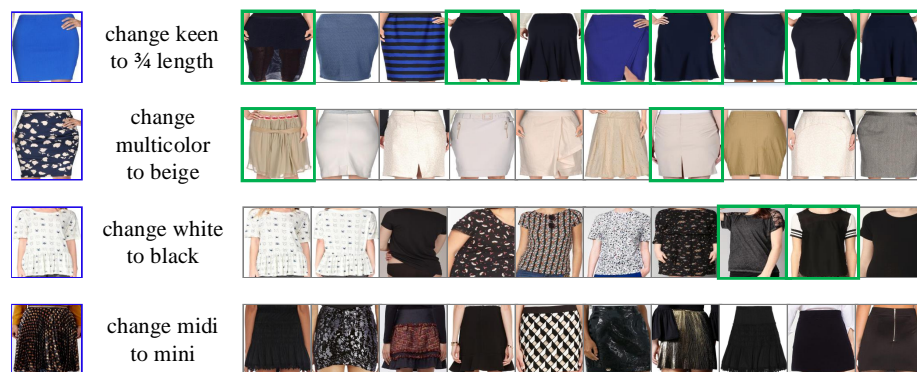 change keen
to ¾ length
change
multicolor
to beige
change white
to black
change midi
to mini